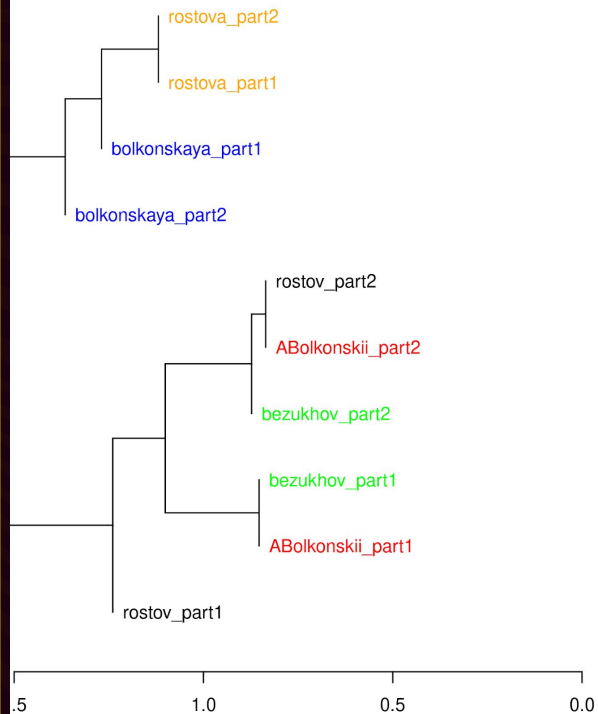 rostova_part2
rostova_part1
bolkonskaya_part1
bolkonskaya_part2
rostov_part2
ABolkonskii_part2
bezukhov_part2
bezukhov_part1
ABolkonskii_part1
rostov_part1
.5 1.0 0.5 0.0